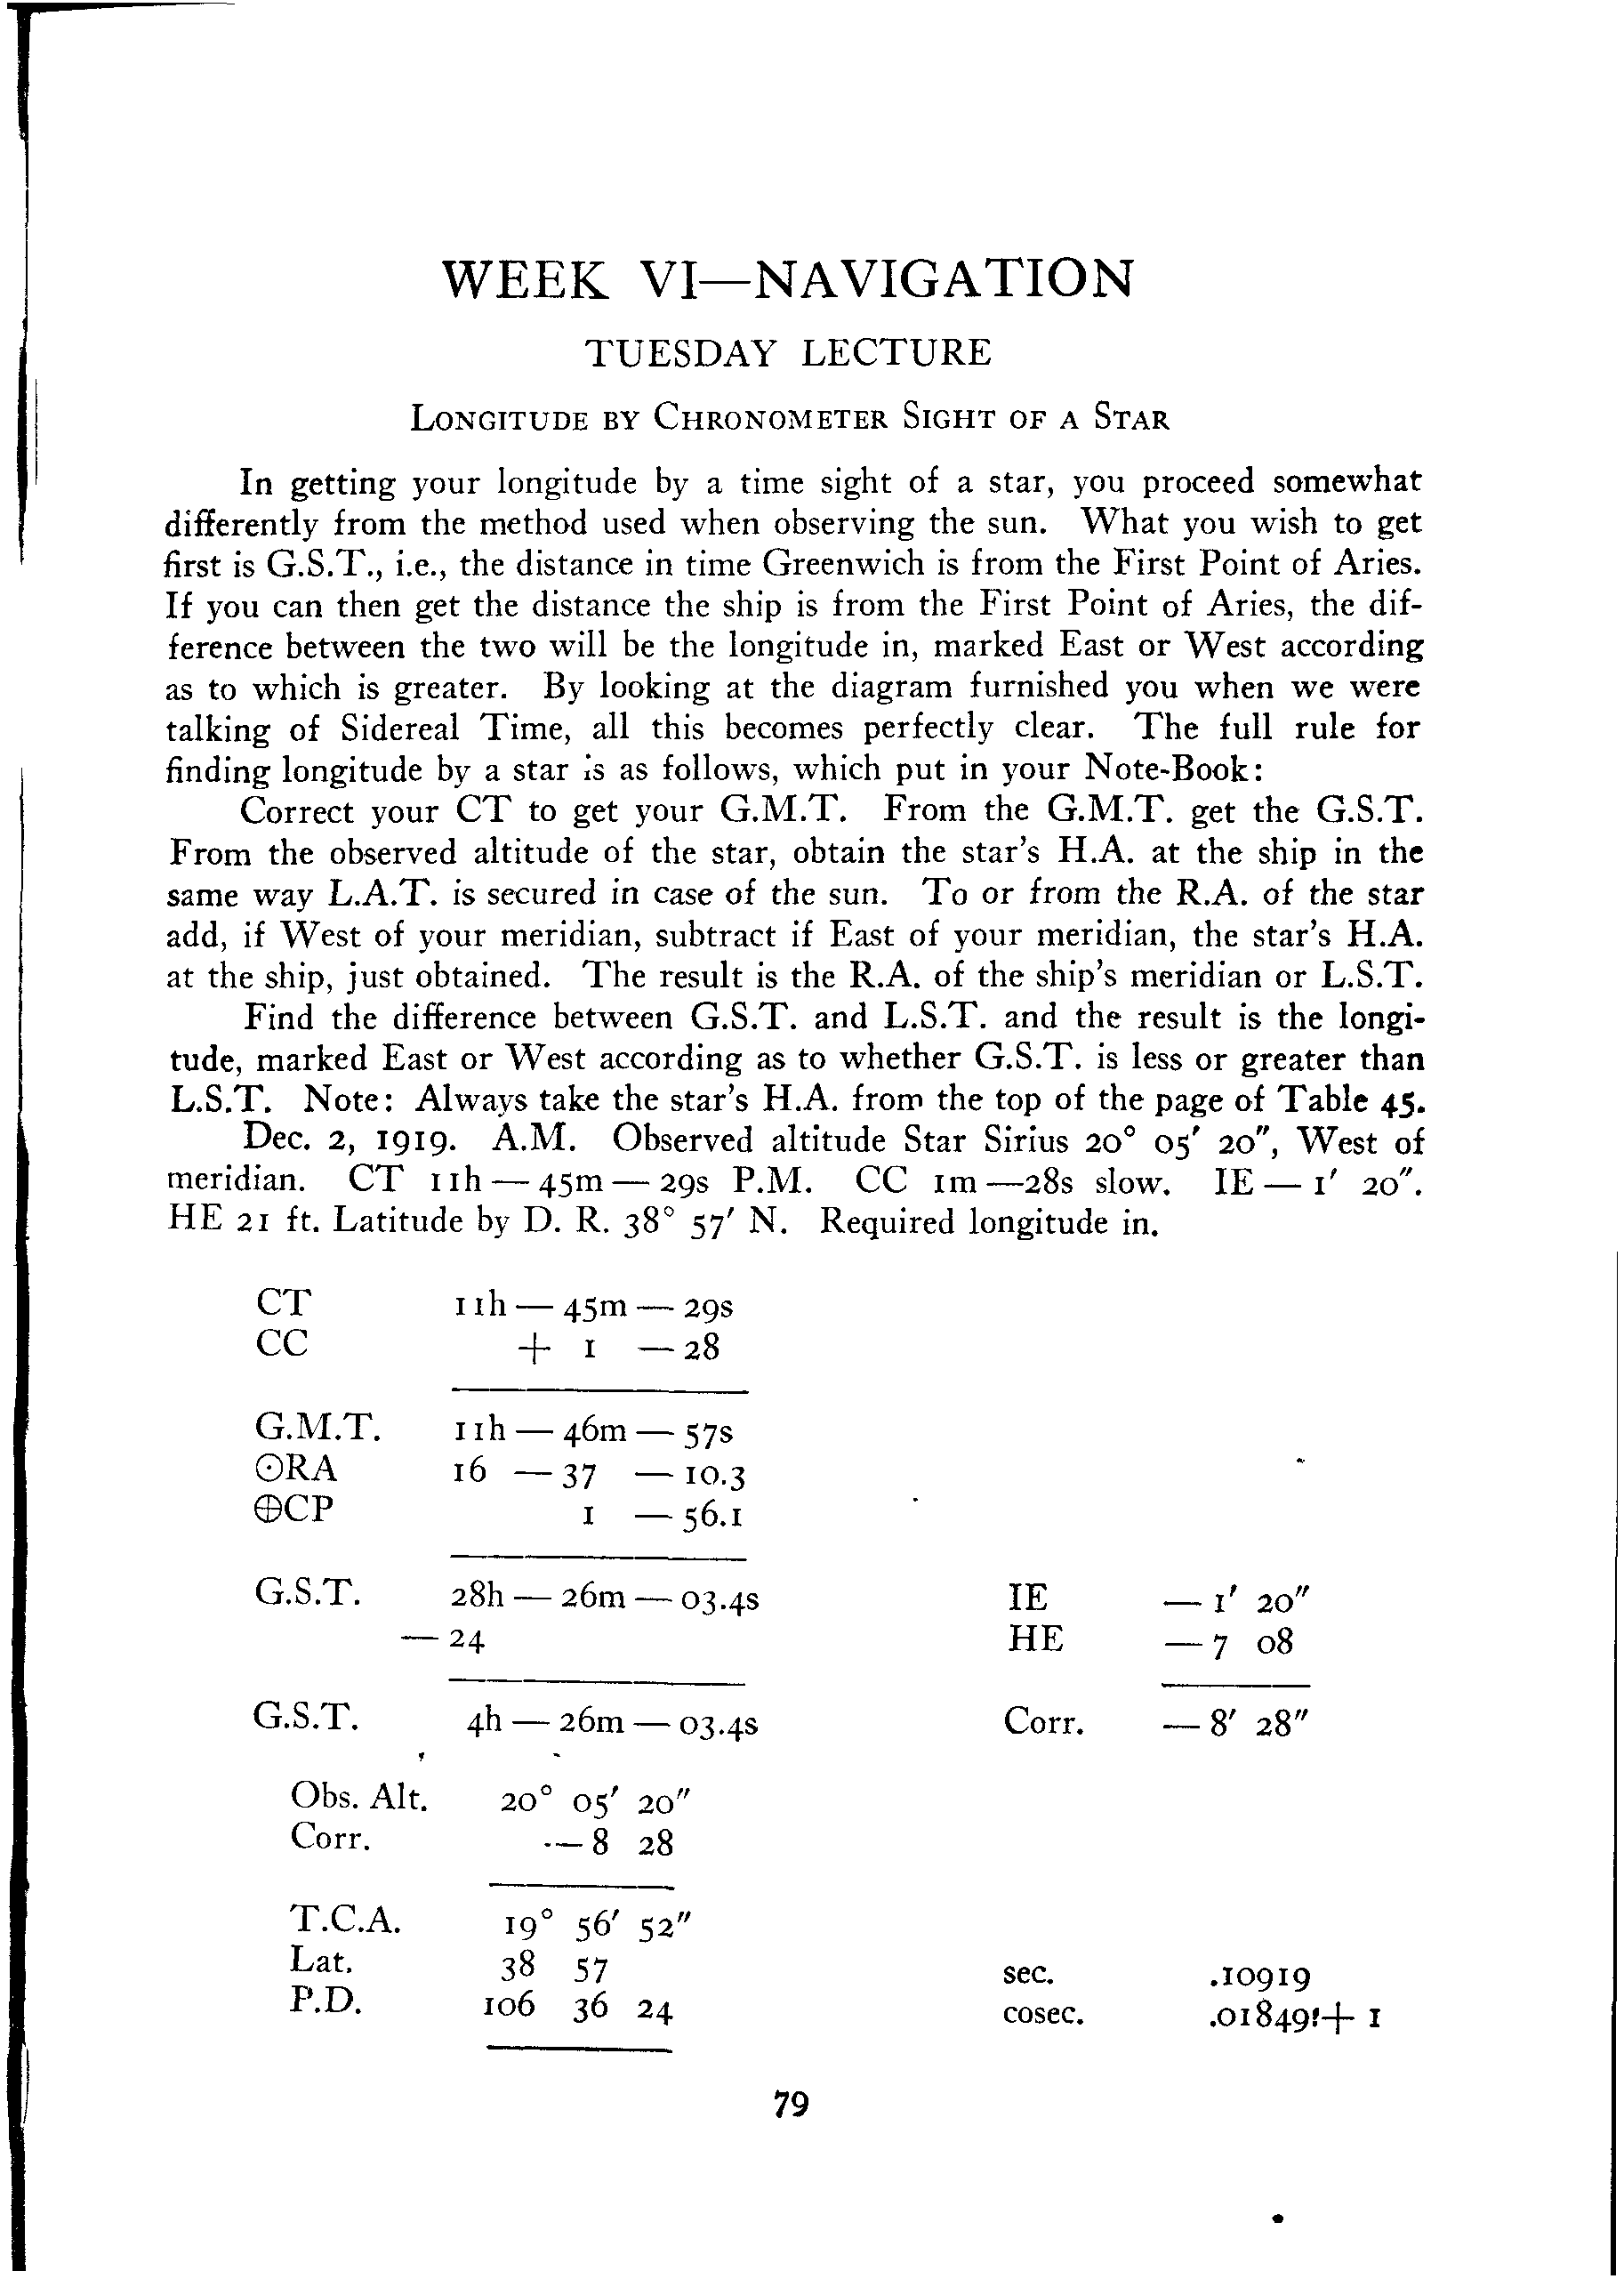 WEEK VI—NAVIGATION
TUESDAY LECTURE
Longitude by Chronometer Sight of a Star
In getting your longitude by a time sight of a star, you proceed somewhat
differently from the method used when observing the sun. What you wish to get
first is G.S.T., i.e., the distance in time Greenwich is from the First Point of Aries.
If you can then get the distance the ship is from the First Point of Aries, the dif-
ference between the two will be the longitude in, marked East or West according
as to which is greater. By looking at the diagram furnished you when we were
talking of Sidereal Time, all this becomes perfectly clear. The full rule for
finding longitude by a star is as follows, which put in your Note-Book:
Correct your CT to get your G.M.T. From the G.M.T. get the G.S.T.
From the observed altitude of the star, obtain the star's H.A. at the ship in the
same way L.A.T. is secured in case of the sun. To or from the R.A. of the star
add, if West of your meridian, subtract if East of your meridian, the star's H.A.
at the ship, just obtained. The result is the R.A. of the ship's meridian or L.S.T.
Find the difference between G.S.T. and L.S.T. and the result is the longi-
tude, marked East or West according as to whether G.S.T. is less or greater than
L.S.T. Note: Always take the star's H.A. from the top of the page of Table 45.
Dec. 2, 1919. A.M. Observed altitude Star Sirius 20° 05′ 20″, West of
meridian. CT 11h — 45m — 29s P.M. CC 1m —28s slow. IE — 1′ 20″.
HE 21 ft. Latitude by D. R. 38° 57′ N. Required longitude in.
CT 11h — 45m — 29s
CC + 1 — 28
G.M.T. 11h — 46m — 57s
⊙RA 16 — 37 — 10.3
⊕CP 1 — 56.1
G.S.T. 28h — 26m — 03.4s IE — 1′ 20″
— 24 HE — 7 08
G.S.T. 4h — 26m — 03.4s Corr. — 8′ 28″
Obs. Alt. 20° 05′ 20″
Corr. — 8 28
T.C.A. 19° 56′ 52″
Lat. 38 57 sec. .10919
P.D. 106 36 24 cosec. .01849 + 1
79